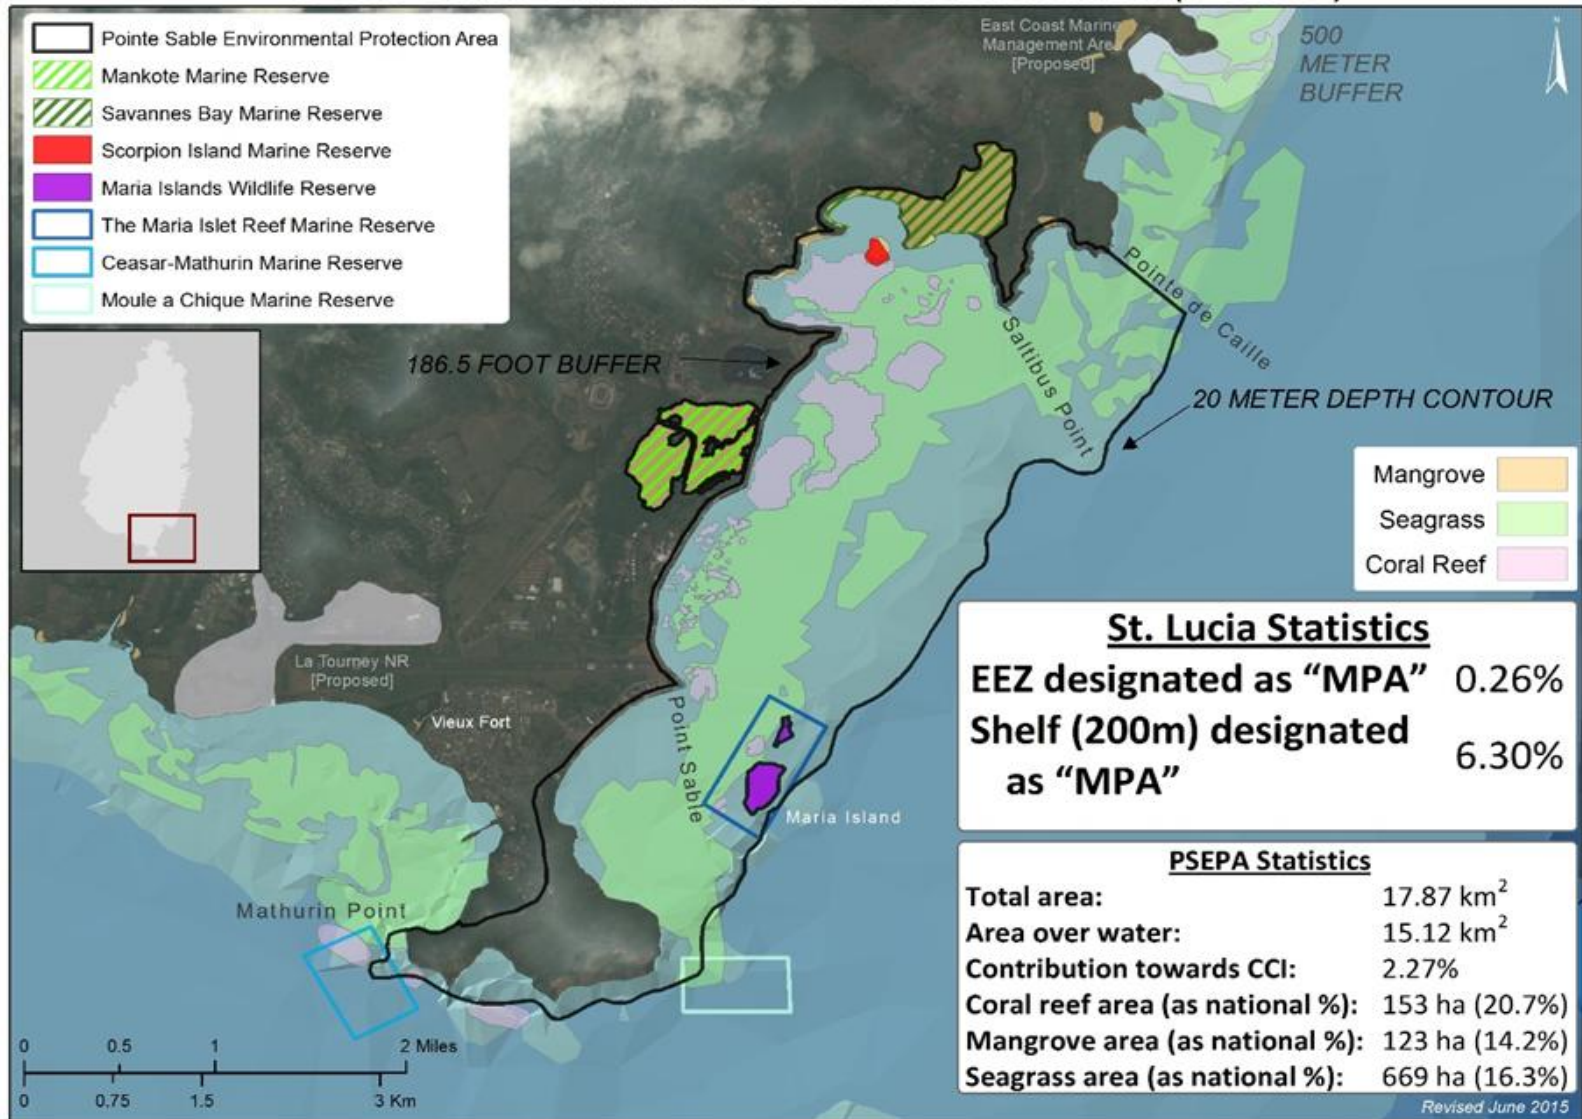 Pointe Sable Environmental Protection Area
Mankote Marine Reserve
Savannes Bay Marine Reserve
Scorpion Island Marine Reserve
Maria Islands Wildlife Reserve
The Maria Islet Reef Marine Reserve
Ceasar-Mathurin Marine Reserve
Moule a Chique Marine Reserve
East Coast Marine
Management Area
[Proposed]
500
METER
BUFFER
N
Pointe de Caille
Saltibus Point
186.5 FOOT BUFFER
20 METER DEPTH CONTOUR
Mangrove
Seagrass
Coral Reef
La Tourney NR
[Proposed]
Vieux Fort
Point Sable
Maria Island
Mathurin Point
St. Lucia Statistics
EEZ designated as “MPA” 0.26%
Shelf (200m) designated
as “MPA” 6.30%
PSEPA Statistics
Total area: 17.87 km²
Area over water: 15.12 km²
Contribution towards CCI: 2.27%
Coral reef area (as national %): 153 ha (20.7%)
Mangrove area (as national %): 123 ha (14.2%)
Seagrass area (as national %): 669 ha (16.3%)
0 0.5 1 2 Miles
0 0.75 1.5 3 Km
Revised June 2015